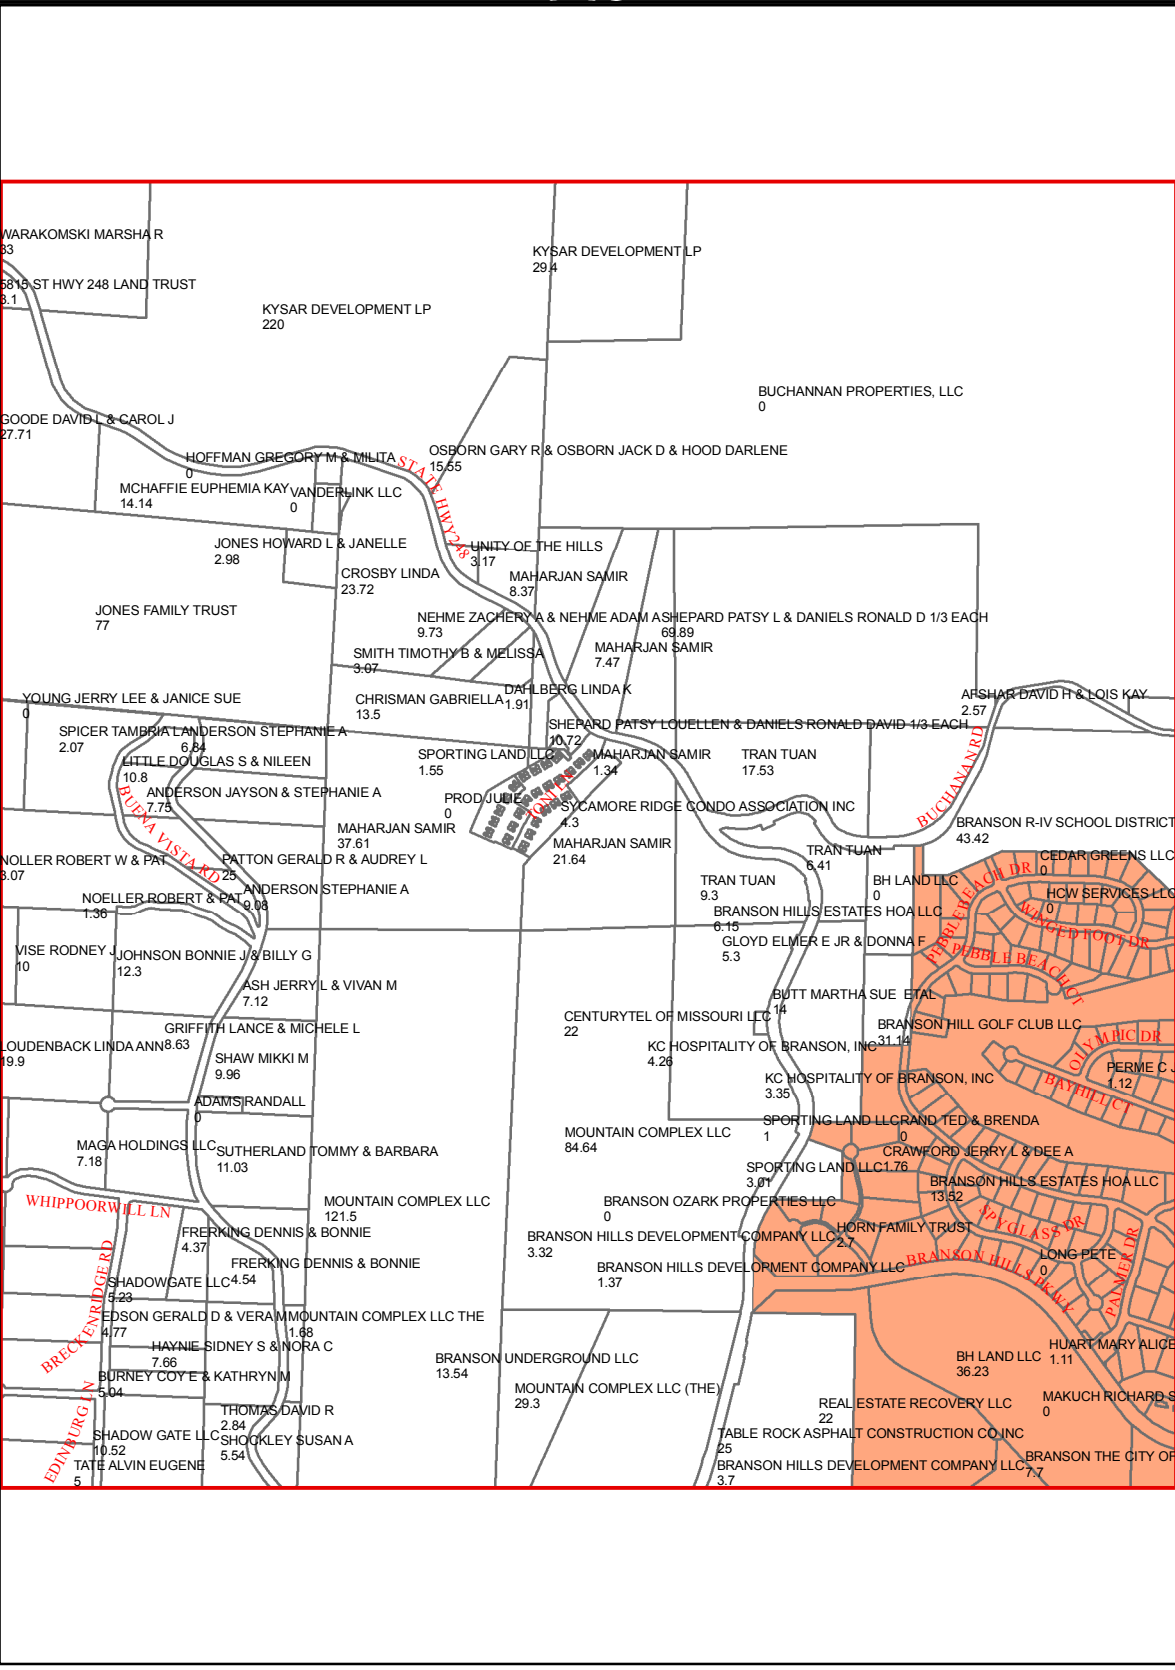 WARAKOMSKI MARSHA R
33
KYSAR DEVELOPMENT LP
29.4
5815 ST HWY 248 LAND TRUST
3.1
KYSAR DEVELOPMENT LP
220
BUCHANNAN PROPERTIES, LLC
0
GOODE DAVID L & CAROL J
27.71
OSBORN GARY R & OSBORN JACK D & HOOD DARLENE
15.55
HOFFMAN GREGORY M & MILITA
0
STATE HWY 248
MCHAFFIE EUPHEMIA KAY
14.14
VANDERLINK LLC
0
JONES HOWARD L & JANELLE
2.98
UNITY OF THE HILLS
3.17
CROSBY LINDA
23.72
MAHARJAN SAMIR
8.37
JONES FAMILY TRUST
77
NEHME ZACHERY A & NEHME ADAM A
9.73
SHEPARD PATSY L & DANIELS RONALD D 1/3 EACH
69.89
SMITH TIMOTHY B & MELISSA
3.07
MAHARJAN SAMIR
7.47
DAHLBERG LINDA K
1.91
CHRISMAN GABRIELLA
13.5
YOUNG JERRY LEE & JANICE SUE
0
AFSHAR DAVID H & LOIS KAY
2.57
SPICER TAMBRIA L
2.07
ANDERSON STEPHANIE A
6.84
SHEPARD PATSY LOUELLEN & DANIELS RONALD DAVID 1/3 EACH
10.72
SPORTING LAND LLC
1.55
MAHARJAN SAMIR
1.34
TRAN TUAN
17.53
LITTLE DOUGLAS S & NILEEN
10.8
ANDERSON JAYSON & STEPHANIE A
7.75
BUENA VISTA RD
PROD JULIE
0
SYCAMORE RIDGE CONDO ASSOCIATION INC
4.3
BUCHANAN RD
MAHARJAN SAMIR
37.61
MAHARJAN SAMIR
21.64
BRANSON R-IV SCHOOL DISTRICT
43.42
TRAN TUAN
6.41
NOLLER ROBERT W & PAT
3.07
PATTON GERALD R & AUDREY L
25
CEDAR GREENS LLC
0
TRAN TUAN
9.3
BH LAND LLC
0
PEBBLE BEACH DR
NOELLER ROBERT & PAT
1.36
ANDERSON STEPHANIE A
9.08
HCW SERVICES LLC
0
BRANSON HILLS ESTATES HOA LLC
6.15
WINGED FOOT DR
GLOYD ELMER E JR & DONNA F
5.3
VISE RODNEY J
10
JOHNSON BONNIE J & BILLY G
12.3
PEBBLE BEACH CT
ASH JERRY L & VIVAN M
7.12
BUTT MARTHA SUE ETAL
14
CENTURYTEL OF MISSOURI LLC
22
BRANSON HILL GOLF CLUB LLC
31.14
GRIFFITH LANCE & MICHELE L
8.63
LOUDENBACK LINDA ANN
19.9
KC HOSPITALITY OF BRANSON, INC
4.26
OLYMPIC DR
SHAW MIKKI M
9.96
PERME C J
1.12
KC HOSPITALITY OF BRANSON, INC
3.35
BAYHILL CT
ADAMS RANDALL
0
SPORTING LAND LLC
1
CRAND TED & BRENDA
0
MOUNTAIN COMPLEX LLC
84.64
MAGA HOLDINGS LLC
7.18
SUTHERLAND TOMMY & BARBARA
11.03
CRAWFORD JERRY L & DEE A
1.76
SPORTING LAND LLC
3.01
BRANSON HILLS ESTATES HOA LLC
13.52
WHIPPOORWILL LN
MOUNTAIN COMPLEX LLC
121.5
BRANSON OZARK PROPERTIES LLC
0
SPYGLASS DR
FRERKING DENNIS & BONNIE
4.37
HORN FAMILY TRUST
2.7
BRANSON HILLS DEVELOPMENT COMPANY LLC
3.32
FRERKING DENNIS & BONNIE
4.54
BRANSON HILLS DEVELOPMENT COMPANY LLC
1.37
BRANSON HILLS PKWY
LONG PETE
0
PALMER DR
SHADOWGATE LLC
5.23
BRECKENRIDGE RD
EDSON GERALD D & VERA M
4.77
MOUNTAIN COMPLEX LLC THE
1.68
HAYNIE SIDNEY S & NORA C
7.66
HUART MARY ALICE
1.11
BRANSON UNDERGROUND LLC
13.54
BH LAND LLC
36.23
BURNEY COY E & KATHRYN M
5.04
MOUNTAIN COMPLEX LLC (THE)
29.3
EDINBURG LN
THOMAS DAVID R
2.84
REAL ESTATE RECOVERY LLC
22
MAKUCH RICHARD S
0
SHADOW GATE LLC
10.52
SHOCKLEY SUSAN A
5.54
TABLE ROCK ASPHALT CONSTRUCTION CO INC
25
TATE ALVIN EUGENE
5
BRANSON HILLS DEVELOPMENT COMPANY LLC
3.7
BRANSON THE CITY OF
7.7